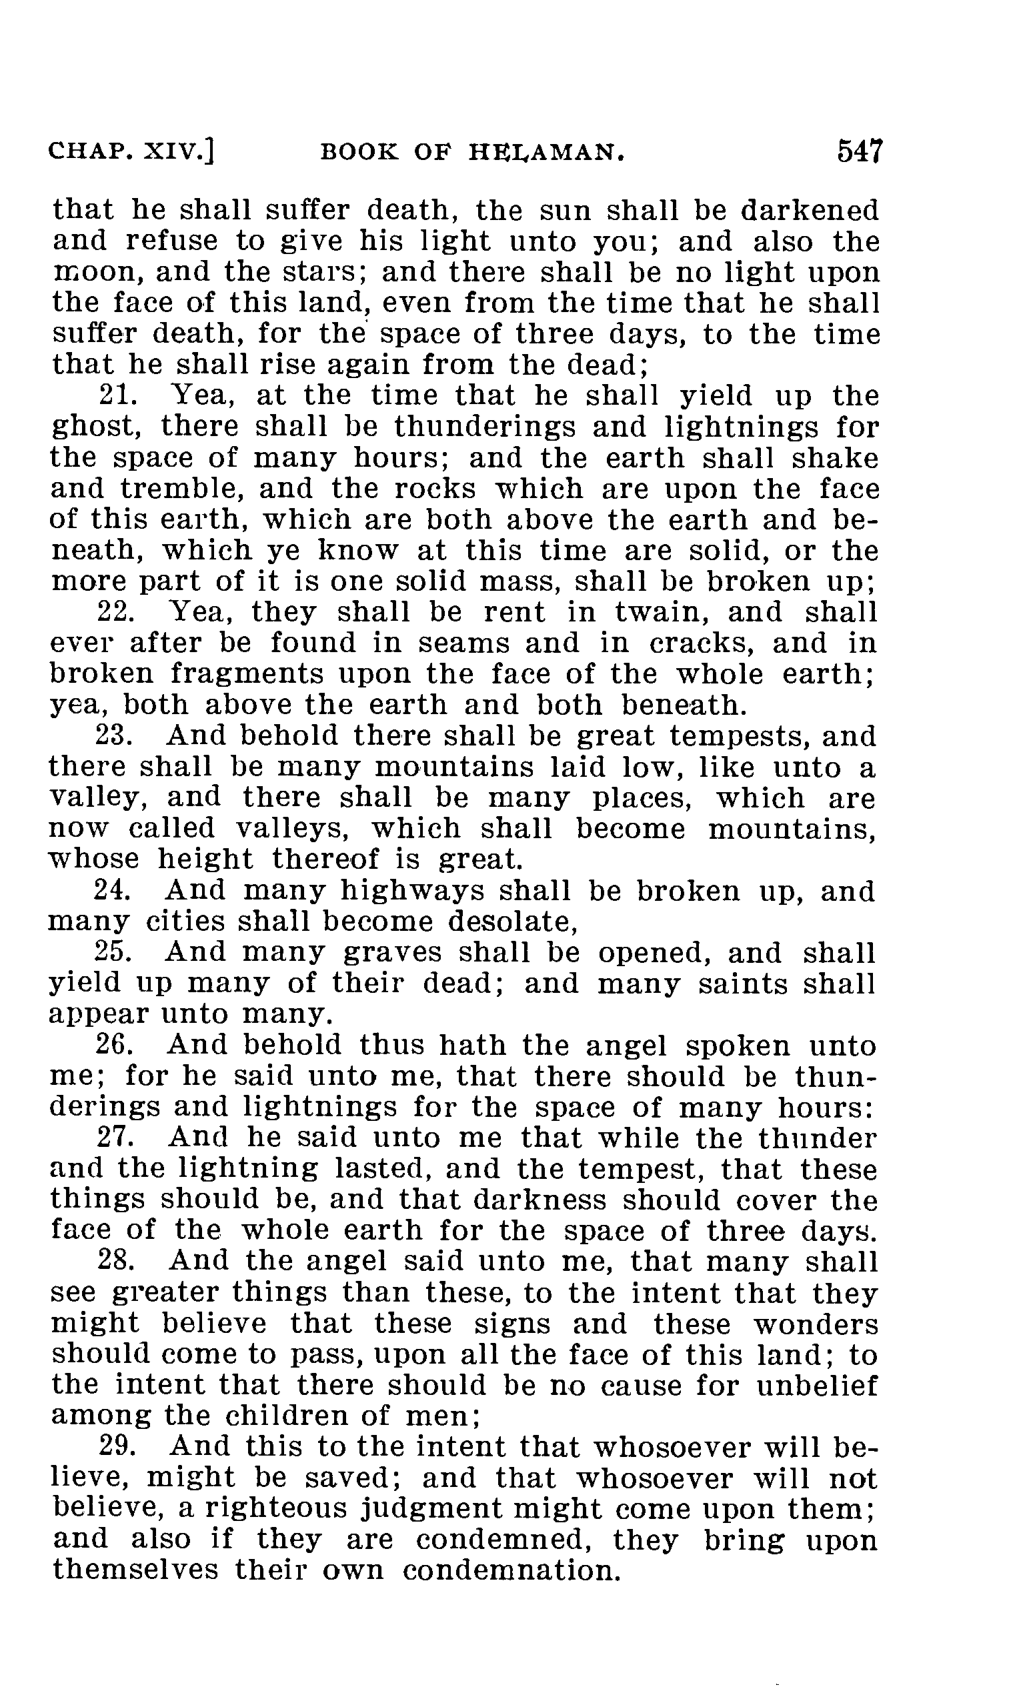 CHAP. XIV.] BOOK OF HELAMAN. 547
that he shall suffer death, the sun shall be darkened
and refuse to give his light unto you; and also the
moon, and the stars; and there shall be no light upon
the face of this land, even from the time that he shall
suffer death, for the space of three days, to the time
that he shall rise again from the dead;
21. Yea, at the time that he shall yield up the
ghost, there shall be thunderings and lightnings for
the space of many hours; and the earth shall shake
and tremble, and the rocks which are upon the face
of this earth, which are both above the earth and be-
neath, which ye know at this time are solid, or the
more part of it is one solid mass, shall be broken up;
22. Yea, they shall be rent in twain, and shall
ever after be found in seams and in cracks, and in
broken fragments upon the face of the whole earth;
yea, both above the earth and both beneath.
23. And behold there shall be great tempests, and
there shall be many mountains laid low, like unto a
valley, and there shall be many places, which are
now called valleys, which shall become mountains,
whose height thereof is great.
24. And many highways shall be broken up, and
many cities shall become desolate,
25. And many graves shall be opened, and shall
yield up many of their dead; and many saints shall
appear unto many.
26. And behold thus hath the angel spoken unto
me; for he said unto me, that there should be thun-
derings and lightnings for the space of many hours:
27. And he said unto me that while the thunder
and the lightning lasted, and the tempest, that these
things should be, and that darkness should cover the
face of the whole earth for the space of three days.
28. And the angel said unto me, that many shall
see greater things than these, to the intent that they
might believe that these signs and these wonders
should come to pass, upon all the face of this land; to
the intent that there should be no cause for unbelief
among the children of men;
29. And this to the intent that whosoever will be-
lieve, might be saved; and that whosoever will not
believe, a righteous judgment might come upon them;
and also if they are condemned, they bring upon
themselves their own condemnation.